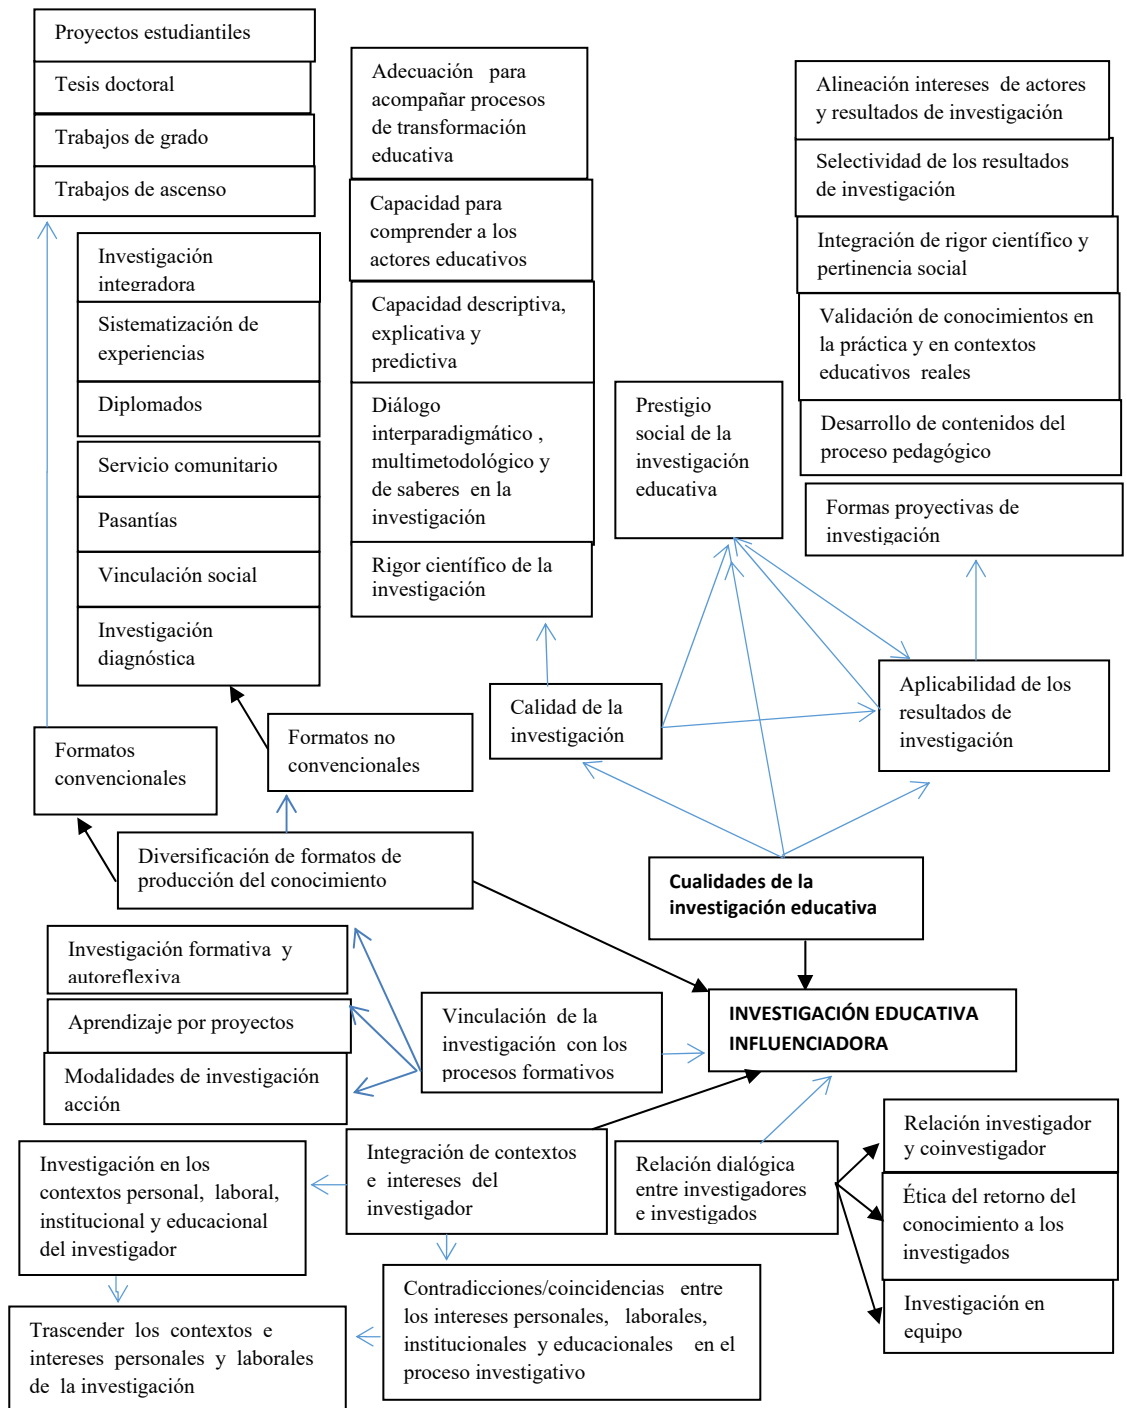 Proyectos estudiantiles
Tesis doctoral
Trabajos de grado
Trabajos de ascenso
Investigación
integradora
Sistematización de
experiencias
Diplomados
Servicio comunitario
Pasantías
Vinculación social
Investigación
diagnóstica
Adecuación para
acompañar procesos
de transformación
educativa
Capacidad para
comprender a los
actores educativos
Capacidad descriptiva,
explicativa y
predictiva
Diálogo
interparadigmático ,
multimetodológico y
de saberes en la
investigación
Rigor científico de la
investigación
Prestigio
social de la
investigación
educativa
Alineación intereses de actores
y resultados de investigación
Selectividad de los resultados
de investigación
Integración de rigor científico y
pertinencia social
Validación de conocimientos en
la práctica y en contextos
educativos reales
Desarrollo de contenidos del
proceso pedagógico
Formas proyectivas de
investigación
Formatos
convencionales
Formatos no
convencionales
Calidad de la
investigación
Aplicabilidad de los
resultados de
investigación
Diversificación de formatos de
producción del conocimiento
Cualidades de la
investigación educativa
Investigación formativa y
autoreflexiva
Aprendizaje por proyectos
Modalidades de investigación
acción
Vinculación de la
investigación con los
procesos formativos
INVESTIGACIÓN EDUCATIVA
INFLUENCIADORA
Investigación en los
contextos personal, laboral,
institucional y educacional
del investigador
Integración de contextos
e intereses del
investigador
Relación dialógica
entre investigadores
e investigados
Relación investigador
y coinvestigador
Ética del retorno del
conocimiento a los
investigados
Investigación en
equipo
Trascender los contextos e
intereses personales y laborales
de la investigación
Contradicciones/coincidencias entre
los intereses personales, laborales,
institucionales y educacionales en el
proceso investigativo